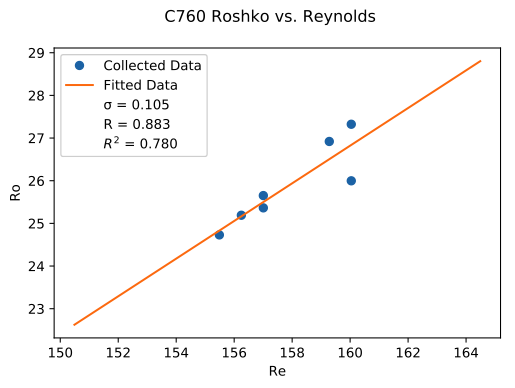 C760 Roshko vs. Reynolds
29
28
27
26
25
24
23
Ro
Collected Data
Fitted Data
σ = 0.105
R = 0.883
R² = 0.780
150 152 154 156 158 160 162 164
Re